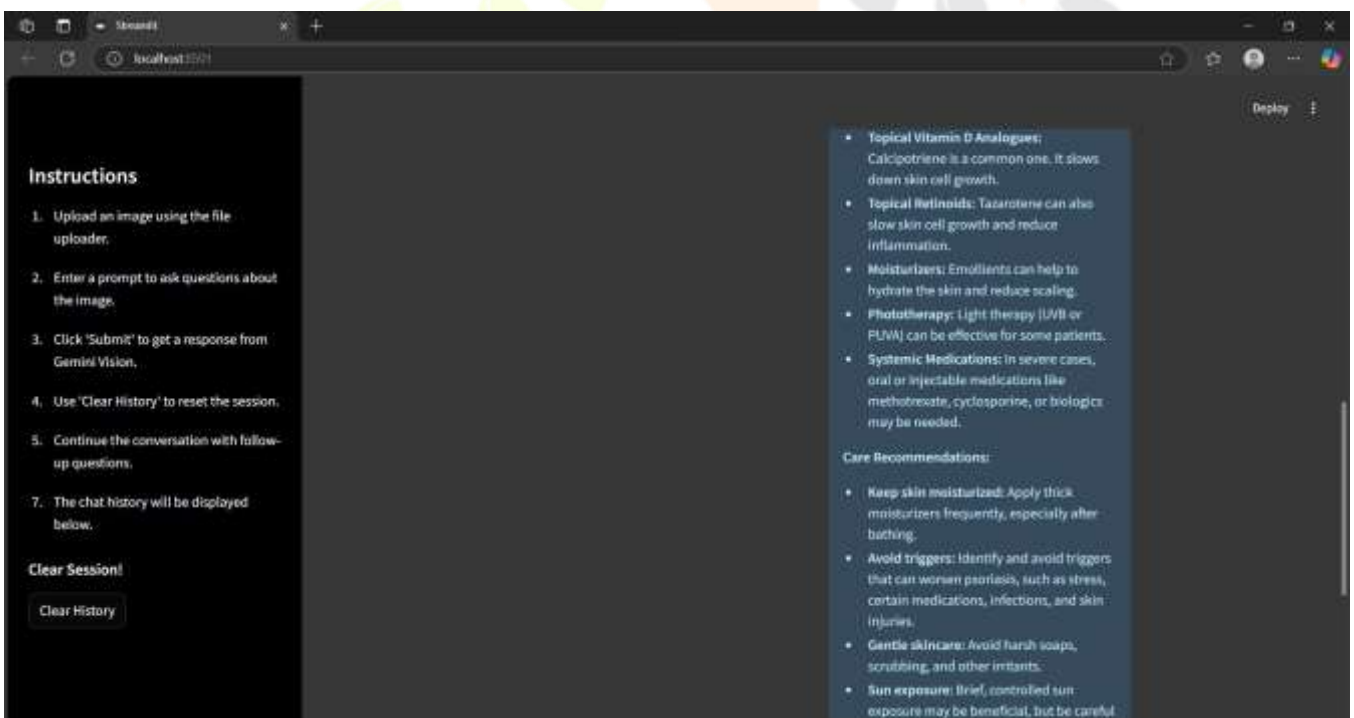 Streamlit
localhost:8501
Deploy
Instructions
1. Upload an image using the file
uploader.
2. Enter a prompt to ask questions about
the image.
3. Click 'Submit' to get a response from
Gemini Vision.
4. Use 'Clear History' to reset the session.
5. Continue the conversation with follow-
up questions.
7. The chat history will be displayed
below.
Clear Session!
Clear History
• Topical Vitamin D Analogues:
Calcipotriene is a common one. It slows
down skin cell growth.
• Topical Retinoids: Tazarotene can also
slow skin cell growth and reduce
inflammation.
• Moisturizers: Emollients can help to
hydrate the skin and reduce scaling.
• Phototherapy: Light therapy (UVB or
PUVA) can be effective for some patients.
• Systemic Medications: In severe cases,
oral or injectable medications like
methotrexate, cyclosporine, or biologics
may be needed.
Care Recommendations:
• Keep skin moisturized: Apply thick
moisturizers frequently, especially after
bathing.
• Avoid triggers: Identify and avoid triggers
that can worsen psoriasis, such as stress,
certain medications, infections, and skin
injuries.
• Gentle skincare: Avoid harsh soaps,
scrubbing, and other irritants.
• Sun exposure: Brief, controlled sun
exposure may be beneficial, but be careful